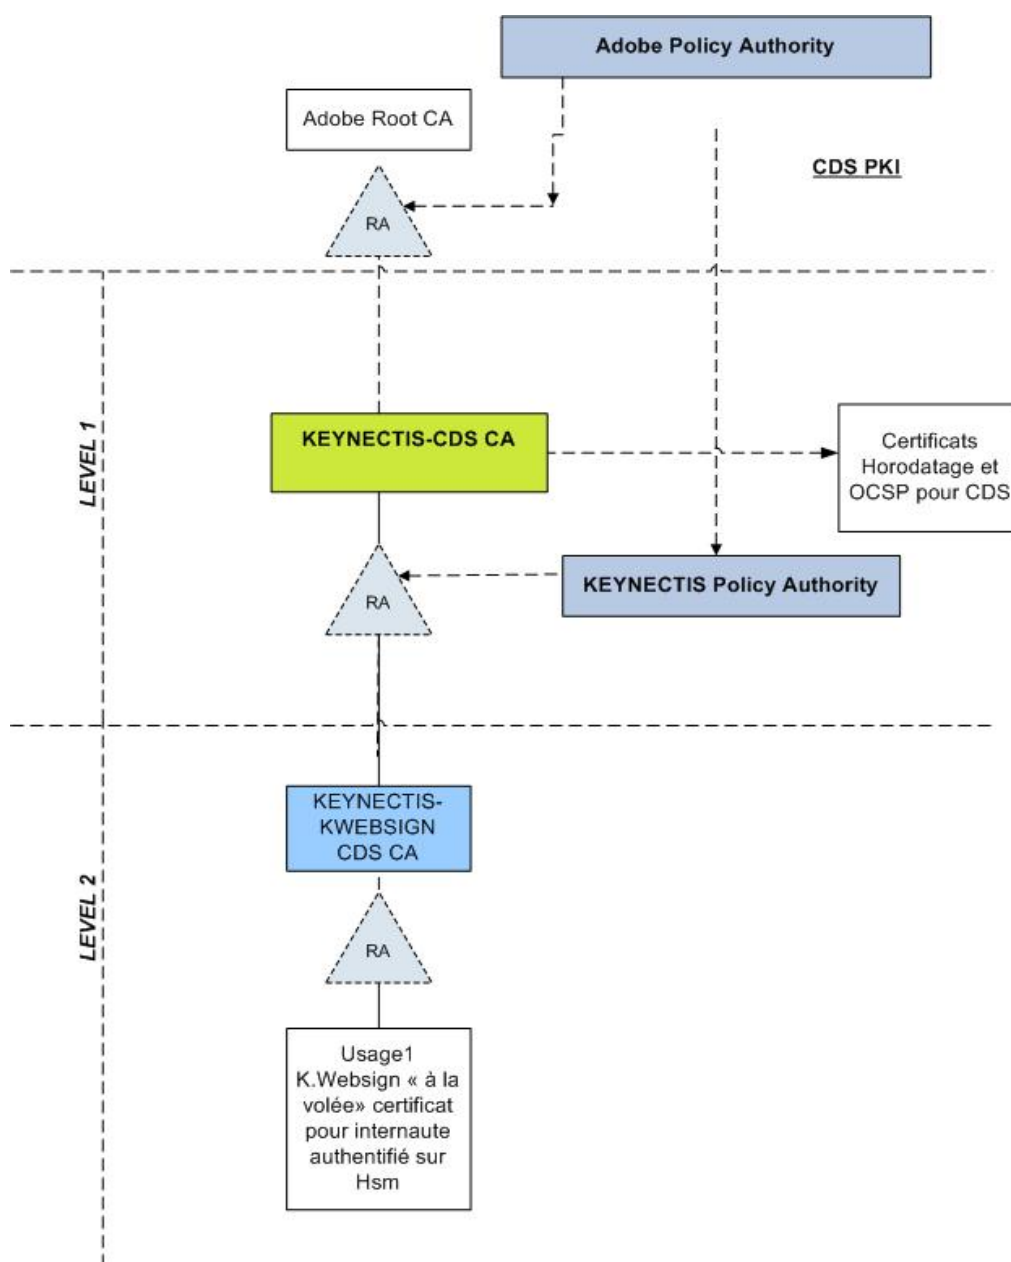 Adobe Policy Authority
Adobe Root CA
CDS PKI
RA
LEVEL 1
KEYNECTIS-CDS CA
Certificats
Horodatage et
OCSP pour CDS
KEYNECTIS Policy Authority
RA
LEVEL 2
KEYNECTIS-
KWEBSIGN
CDS CA
RA
Usage1
K.Websign « à la
volée» certificat
pour internaute
authentifié sur
Hsm